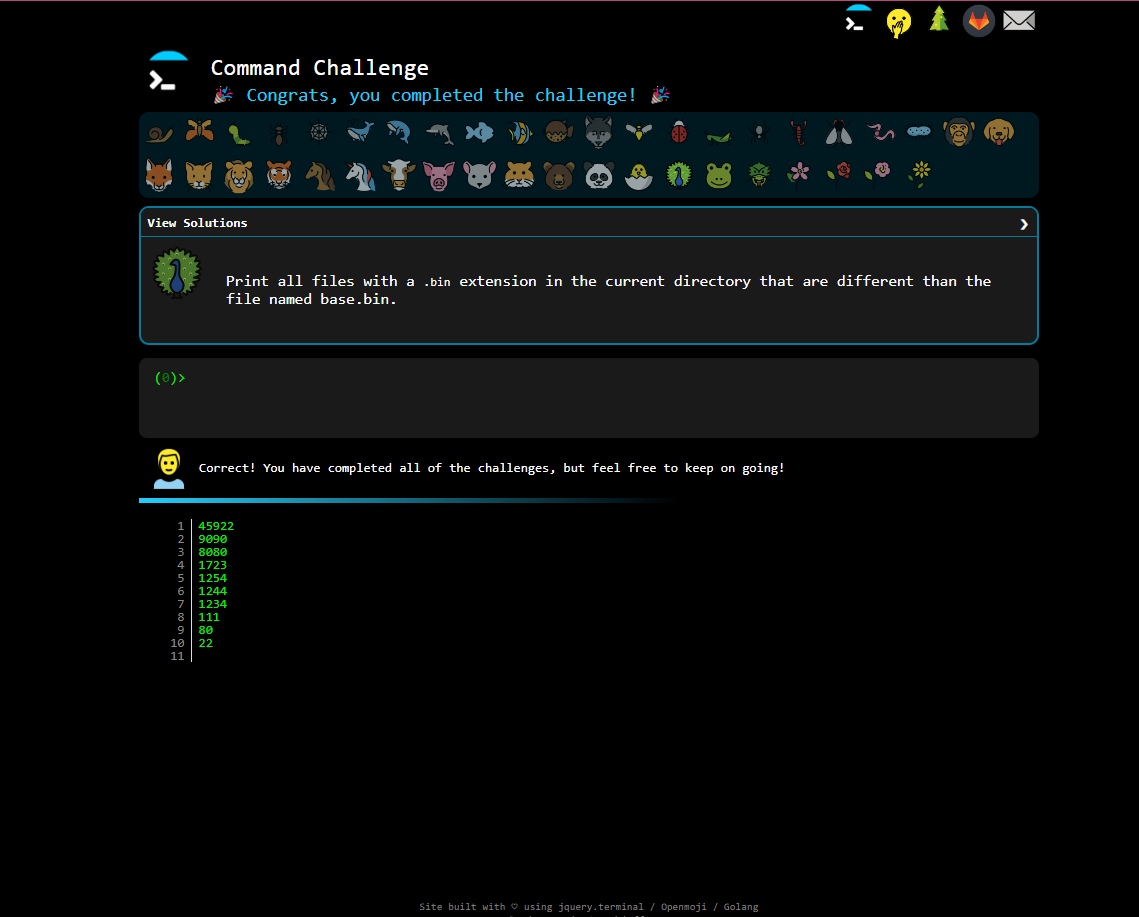 Command Challenge
🎉 Congrats, you completed the challenge! 🎉
View Solutions
❯
Print all files with a .bin extension in the current directory that are different than the
file named base.bin.
(0)>
Correct! You have completed all of the challenges, but feel free to keep on going!
1 45922
2 9090
3 8080
4 1723
5 1254
6 1244
7 1234
8 111
9 80
10 22
11
Site built with ♡ using jquery.terminal / Openmoji / Golang